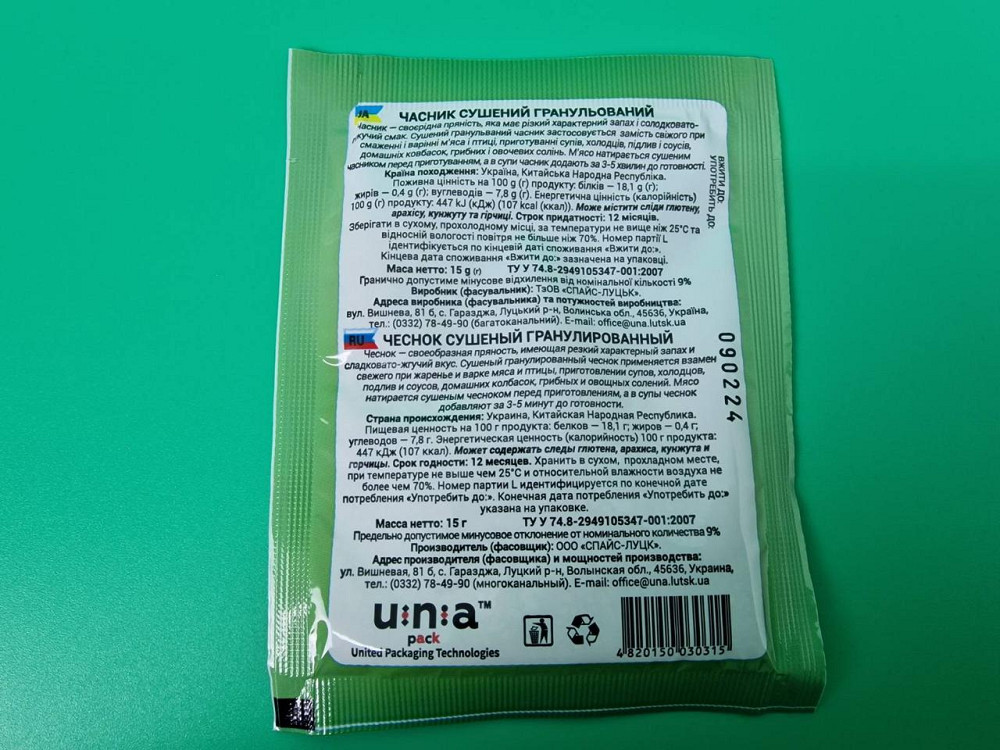 UA
ЧАСНИК СУШЕНИЙ ГРАНУЛЬОВАНИЙ
Часник — своєрідна пряність, яка має різкий характерний запах і солодкувато-
пекучий смак. Сушений гранульваний часник застосовується замість свіжого при
смаженні і варінні м'яса і птиці, приготуванні супів, холодців, підлив і соусів,
домашніх ковбасок, грибних і овочевих солінь. М'ясо натирається сушеним
часником перед приготуванням, а в супи часник додають за 3-5 хвилин до готовності.
Країна походження: Україна, Китайська Народна Республіка.
Поживна цінність на 100 g (г) продукту: білків – 18,1 g (г);
жирів – 0,4 g (г); вуглеводів – 7,8 g (г). Енергетична цінність (калорійність)
100 g (г) продукту: 447 kJ (кДж) (107 kcal (ккал)). Може містити сліди глютену,
арахісу, кунжуту та гірчиці. Строк придатності: 12 місяців.
Зберігати в сухому, прохолодному місці, за температури не вище ніж 25°С та
відносній вологості повітря не більше ніж 70%. Номер партії L
ідентифікується по кінцевій даті споживання «Вжити до:».
Кінцева дата споживання «Вжити до:» зазначена на упаковці.
Маса нетто: 15 g (г) ТУ У 74.8-2949105347-001:2007
Гранично допустиме мінусове відхилення від номінальної кількості 9%
Виробник (фасувальник): ТзОВ «СПАЙС-ЛУЦЬК».
Адреса виробника (фасувальника) та потужностей виробництва:
вул. Вишнева, 81 б, с. Гаразджа, Луцький р-н, Волинська обл., 45636, Україна,
тел.: (0332) 78-49-90 (багатоканальний). E-mail: office@una.lutsk.ua
ВЖИТИ ДО:
УПОТРЕБИТЬ ДО:
090224
RU
ЧЕСНОК СУШЕНЫЙ ГРАНУЛИРОВАННЫЙ
Чеснок — своеобразная пряность, имеющая резкий характерный запах и
сладковато-жгучий вкус. Сушеный гранулированный чеснок применяется взамен
свежего при жаренье и варке мяса и птицы, приготовлении супов, холодцов,
подлив и соусов, домашних колбасок, грибных и овощных солений. Мясо
натирается сушеным чесноком перед приготовлением, а в супы чеснок
добавляют за 3-5 минут до готовности.
Страна происхождения: Украина, Китайская Народная Республика.
Пищевая ценность на 100 г продукта: белков – 18,1 г; жиров – 0,4 г;
углеводов – 7,8 г. Энергетическая ценность (калорийность) 100 г продукта:
447 кДж (107 ккал). Может содержать следы глютена, арахиса, кунжута и
горчицы. Срок годности: 12 месяцев. Хранить в сухом, прохладном месте,
при температуре не выше чем 25°С и относительной влажности воздуха не
более чем 70%. Номер партии L идентифицируется по конечной дате
потребления «Употребить до:». Конечная дата потребления «Употребить до:»
указана на упаковке.
Масса нетто: 15 г ТУ У 74.8-2949105347-001:2007
Предельно допустимое минусовое отклонение от номинального количества 9%
Производитель (фасовщик): ООО «СПАЙС-ЛУЦК».
Адрес производителя (фасовщика) и мощностей производства:
ул. Вишневая, 81 б, с. Гаразджа, Луцкий р-н, Волынская обл., 45636, Украина,
тел.: (0332) 78-49-90 (многоканальный). E-mail: office@una.lutsk.ua
u:n:a™
pack
United Packaging Technologies
4 820150 030315